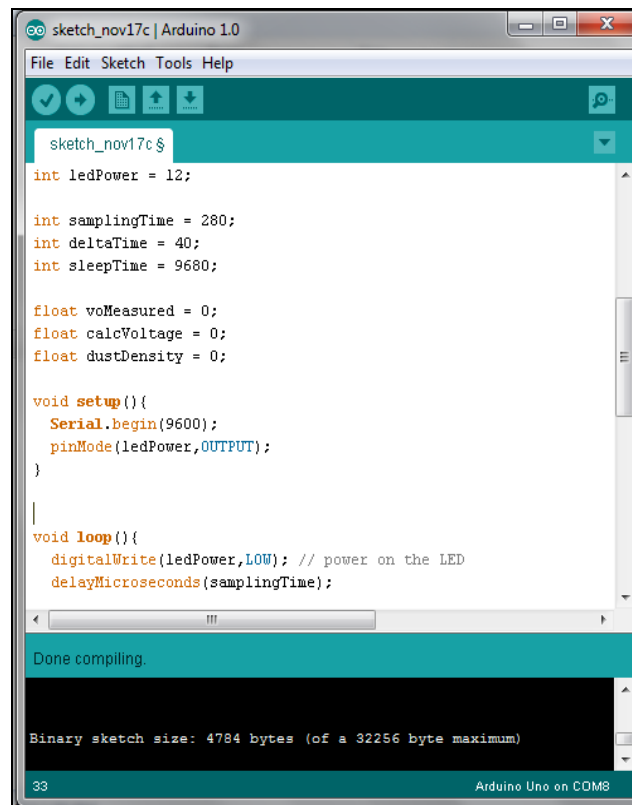 sketch_nov17c | Arduino 1.0
File Edit Sketch Tools Help
sketch_nov17c §
int ledPower = 12;
int samplingTime = 280;
int deltaTime = 40;
int sleepTime = 9680;
float voMeasured = 0;
float calcVoltage = 0;
float dustDensity = 0;
void setup(){
Serial.begin(9600);
pinMode(ledPower,OUTPUT);
}
void loop(){
digitalWrite(ledPower,LOW); // power on the LED
delayMicroseconds(samplingTime);
Done compiling.
Binary sketch size: 4784 bytes (of a 32256 byte maximum)
33 Arduino Uno on COM8